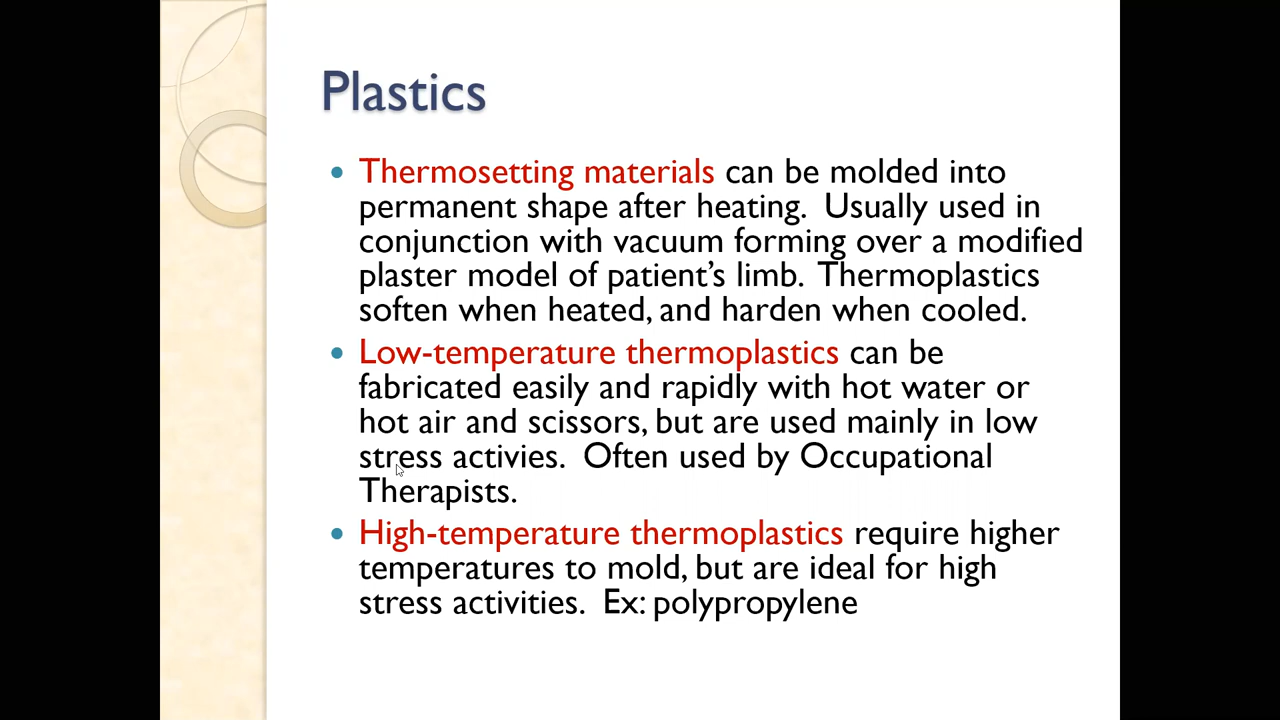 Plastics
• Thermosetting materials can be molded into
permanent shape after heating.  Usually used in
conjunction with vacuum forming over a modified
plaster model of patient’s limb.  Thermoplastics
soften when heated, and harden when cooled.
• Low-temperature thermoplastics can be
fabricated easily and rapidly with hot water or
hot air and scissors, but are used mainly in low
stress activies.  Often used by Occupational
Therapists.
• High-temperature thermoplastics require higher
temperatures to mold, but are ideal for high
stress activities.  Ex: polypropylene